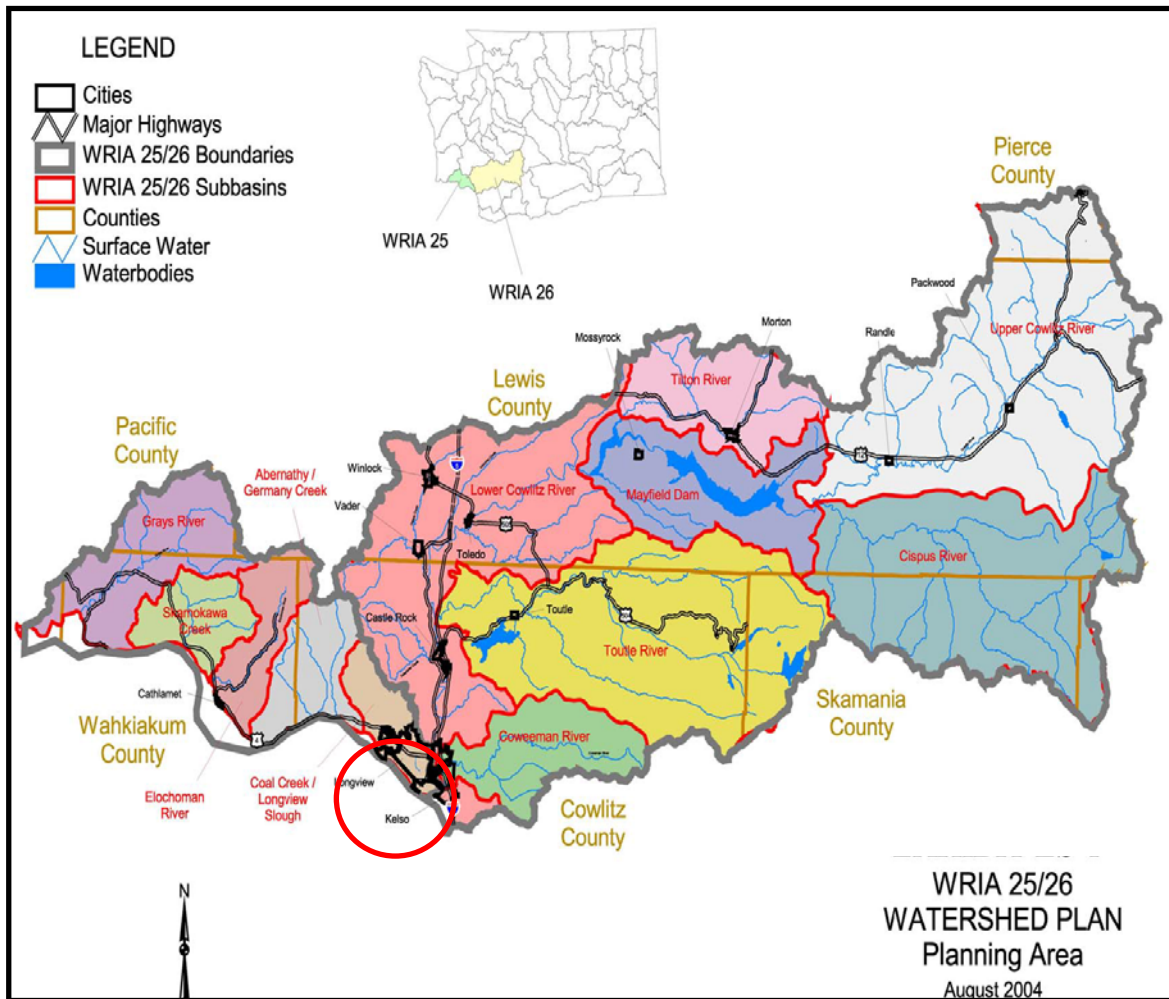 LEGEND
Cities
Major Highways
WRIA 25/26 Boundaries
WRIA 25/26 Subbasins
Counties
Surface Water
Waterbodies
WRIA 25
WRIA 26
Pierce
County
Packwood
Upper Cowlitz River
Randle
Morton
Mossyrock
Tilton River
Lewis
County
Pacific
County
Abernathy /
Germany Creek
Winlock
Lower Cowlitz River
Mayfield Dam
Vader
Grays River
Toledo
Cispus River
Skamokawa
Creek
Castle Rock
Toutle
Toutle River
Cathlamet
Wahkiakum
County
Skamania
County
Coweeman River
Longview
Coal Creek /
Longview
Slough
Elochoman
River
Kelso
Cowlitz
County
4
5
N
WRIA 25/26
WATERSHED PLAN
Planning Area
August 2004